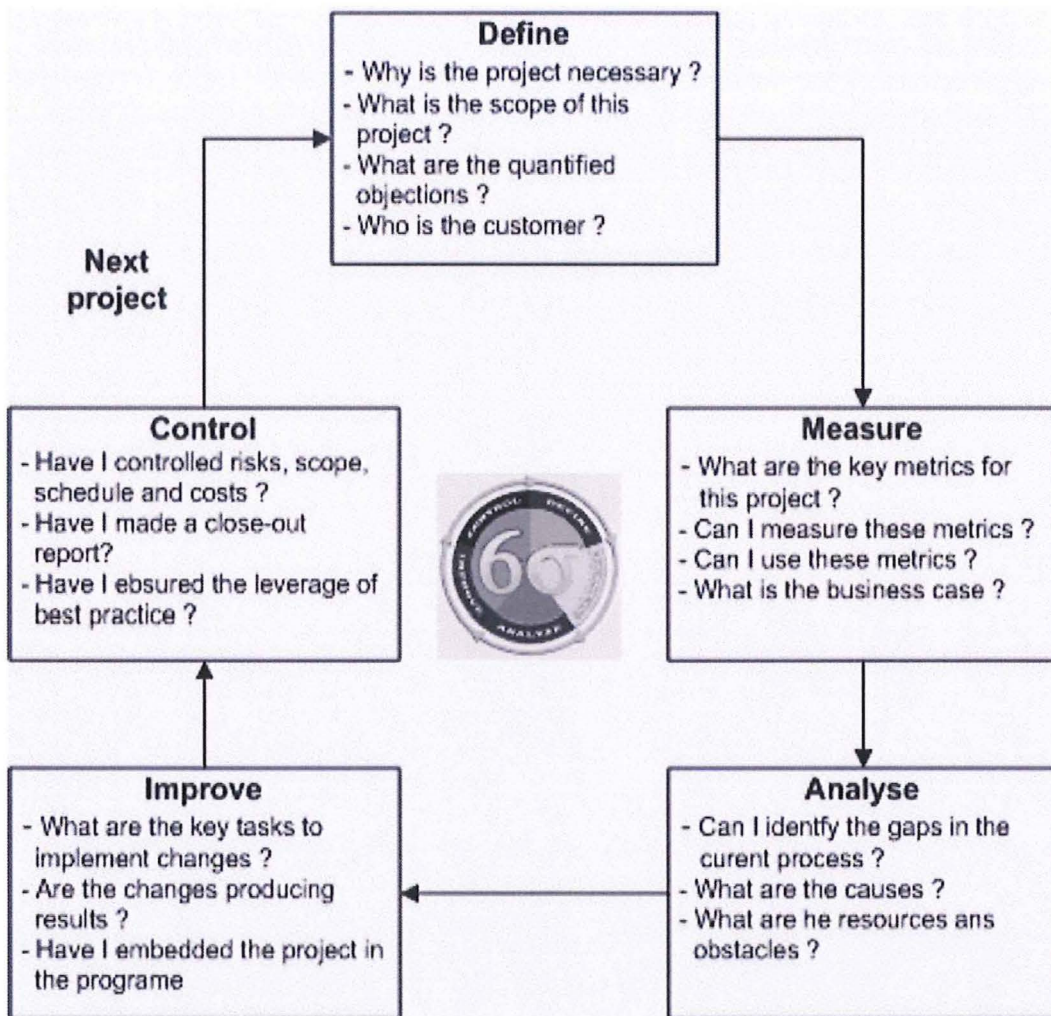 Define
- Why is the project necessary ?
- What is the scope of this
project ?
- What are the quantified
objections ?
- Who is the customer ?
Next
project
Control
- Have I controlled risks, scope,
schedule and costs ?
- Have I made a close-out
report?
- Have I ebsured the leverage of
best practice ?
Measure
- What are the key metrics for
this project ?
- Can I measure these metrics ?
- Can I use these metrics ?
- What is the business case ?
CONTROL
DEFINE
6σ
ANALYZE
IMPROVE
Improve
- What are the key tasks to
implement changes ?
- Are the changes producing
results ?
- Have I embedded the project in
the programe
Analyse
- Can I identfy the gaps in the
curent process ?
- What are the causes ?
- What are he resources ans
obstacles ?